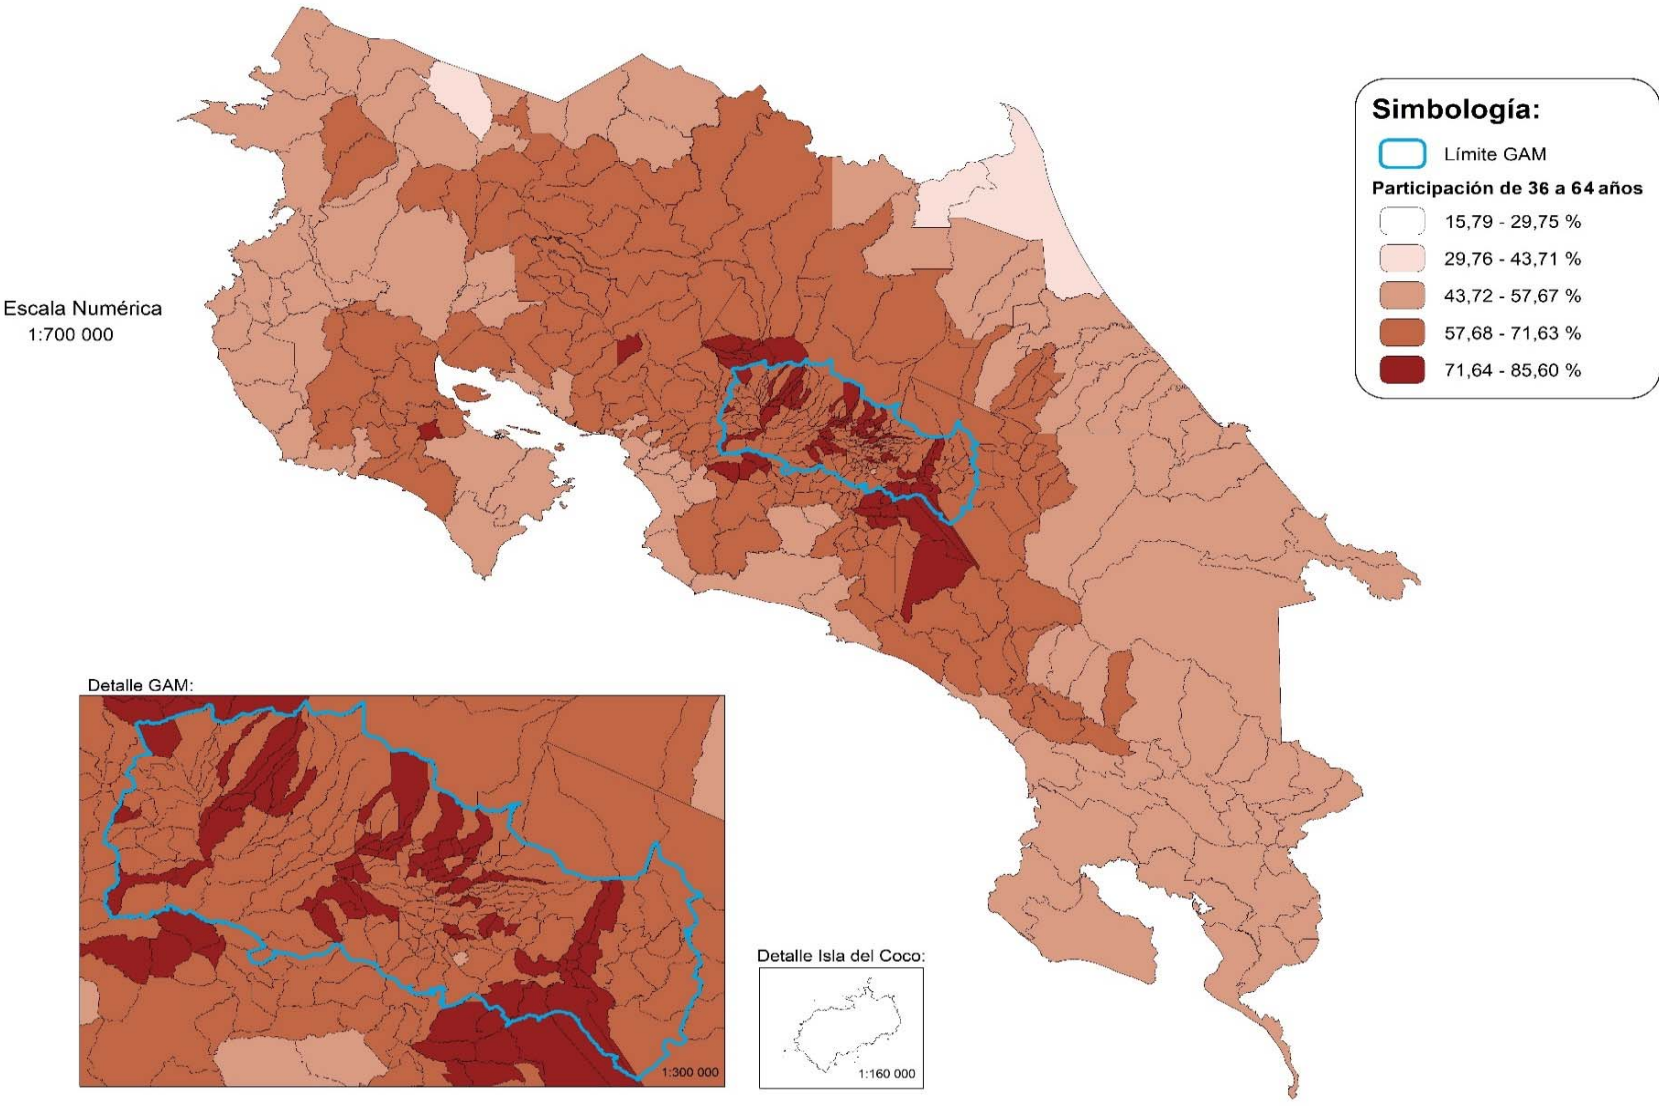 Simbología:
Límite GAM
Participación de 36 a 64 años
15,79 - 29,75 %
29,76 - 43,71 %
43,72 - 57,67 %
57,68 - 71,63 %
71,64 - 85,60 %
Escala Numérica
1:700 000
Detalle GAM:
1:300 000
Detalle Isla del Coco:
1:160 000